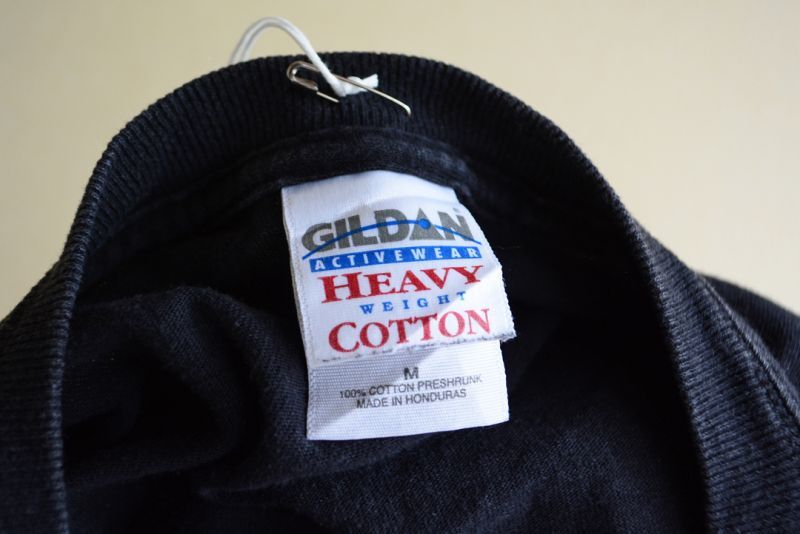 GILDAN
ACTIVEWEAR
HEAVY
WEIGHT
COTTON
M
100% COTTON PRESHRUNK
MADE IN HONDURAS